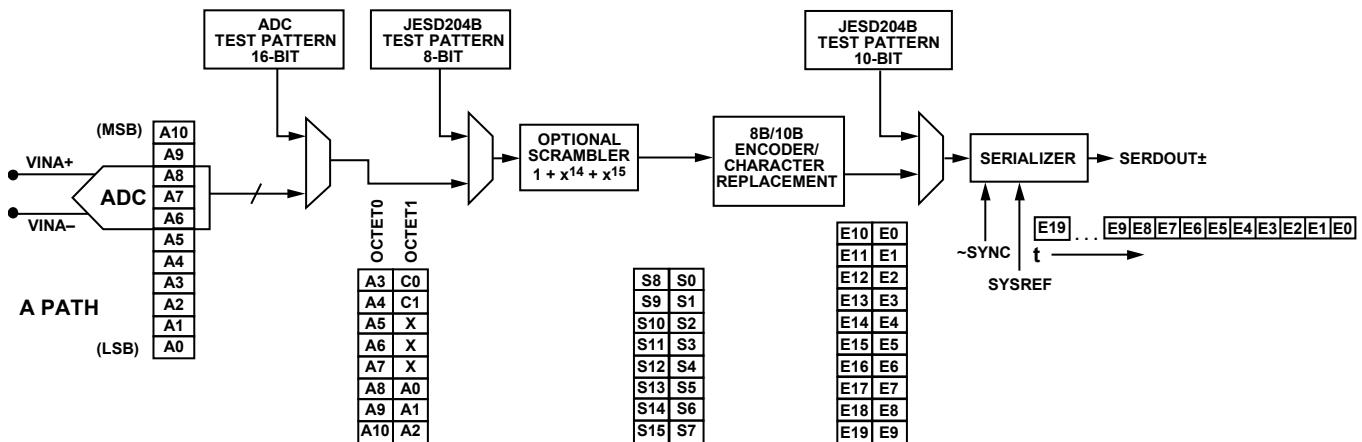 ADC
TEST PATTERN
16-BIT
JESD204B
TEST PATTERN
8-BIT
JESD204B
TEST PATTERN
10-BIT
(MSB)
VINA+
VINA–
ADC
A10
A9
A8
A7
A6
A5
A4
A3
A2
A1
A0
(LSB)
A PATH
OCTET0
OCTET1
A3 C0
A4 C1
A5 X
A6 X
A7 X
A8 A0
A9 A1
A10 A2
OPTIONAL
SCRAMBLER
1 + x¹⁴ + x¹⁵
S8 S0
S9 S1
S10 S2
S11 S3
S12 S4
S13 S5
S14 S6
S15 S7
8B/10B
ENCODER/
CHARACTER
REPLACEMENT
E10 E0
E11 E1
E12 E2
E13 E3
E14 E4
E15 E5
E16 E6
E17 E7
E18 E8
E19 E9
SERIALIZER
SERDOUT±
~SYNC
SYSREF
E19 . . . E9 E8 E7 E6 E5 E4 E3 E2 E1 E0
t